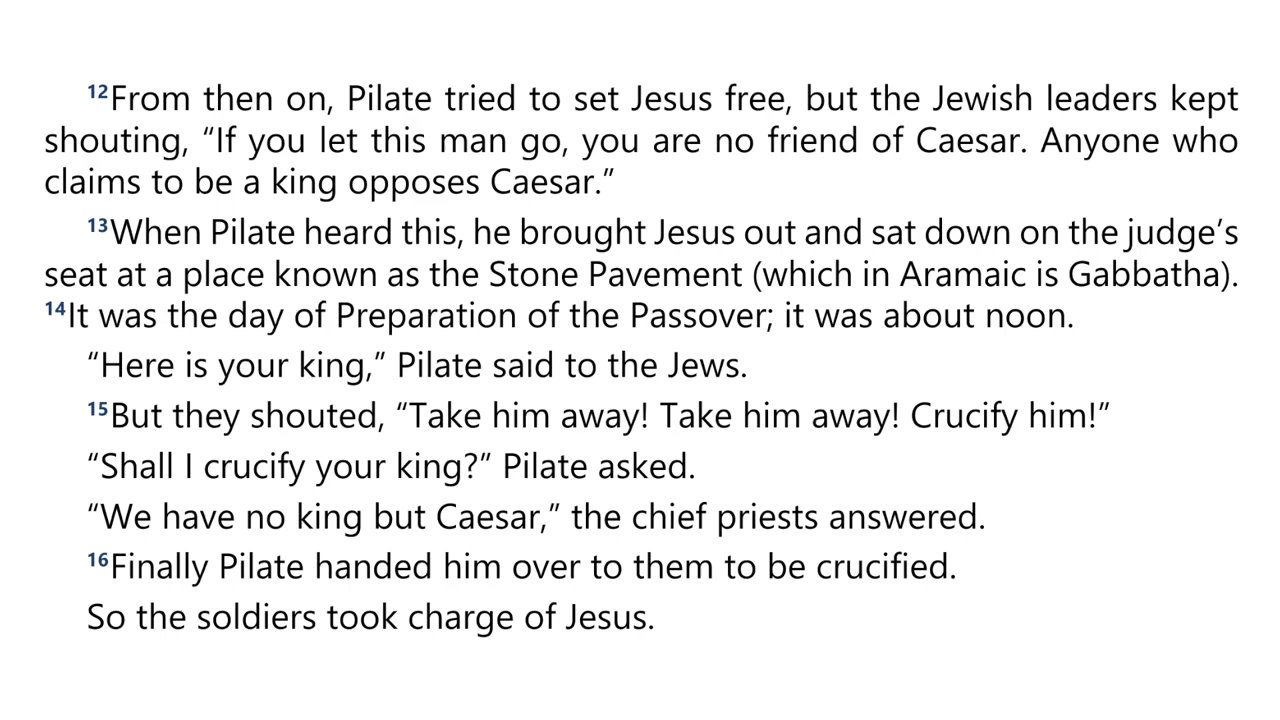 12From then on, Pilate tried to set Jesus free, but the Jewish leaders kept
shouting, “If you let this man go, you are no friend of Caesar. Anyone who
claims to be a king opposes Caesar.”
13When Pilate heard this, he brought Jesus out and sat down on the judge’s
seat at a place known as the Stone Pavement (which in Aramaic is Gabbatha).
14It was the day of Preparation of the Passover; it was about noon.
“Here is your king,” Pilate said to the Jews.
15But they shouted, “Take him away! Take him away! Crucify him!”
“Shall I crucify your king?” Pilate asked.
“We have no king but Caesar,” the chief priests answered.
16Finally Pilate handed him over to them to be crucified.
So the soldiers took charge of Jesus.